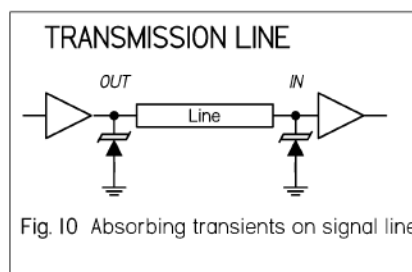 TRANSMISSION LINE
OUT
IN
Line
Fig. 10 Absorbing transients on signal line